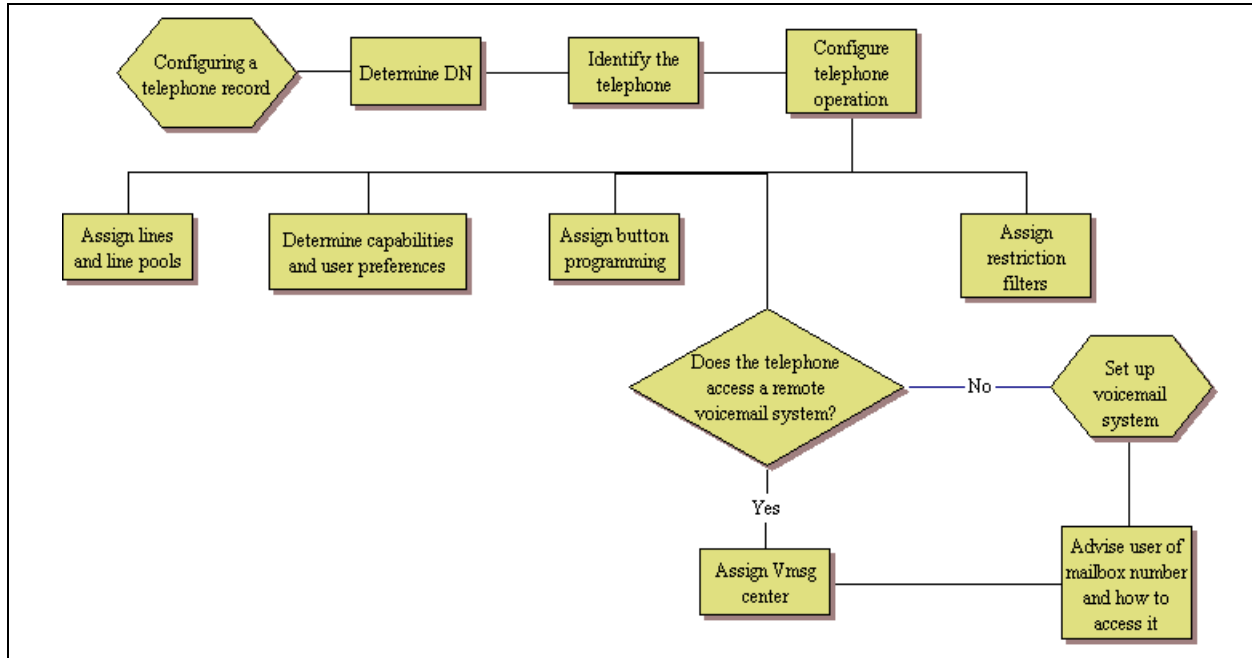 Configuring a
telephone record
Determine DN
Identify the
telephone
Configure
telephone
operation
Assign lines
and line pools
Determine capabilities
and user preferences
Assign button
programming
Assign
restriction
filters
Does the telephone
access a remote
voicemail system?
No
Set up
voicemail
system
Yes
Assign Vmsg
center
Advise user of
mailbox number
and how to
access it